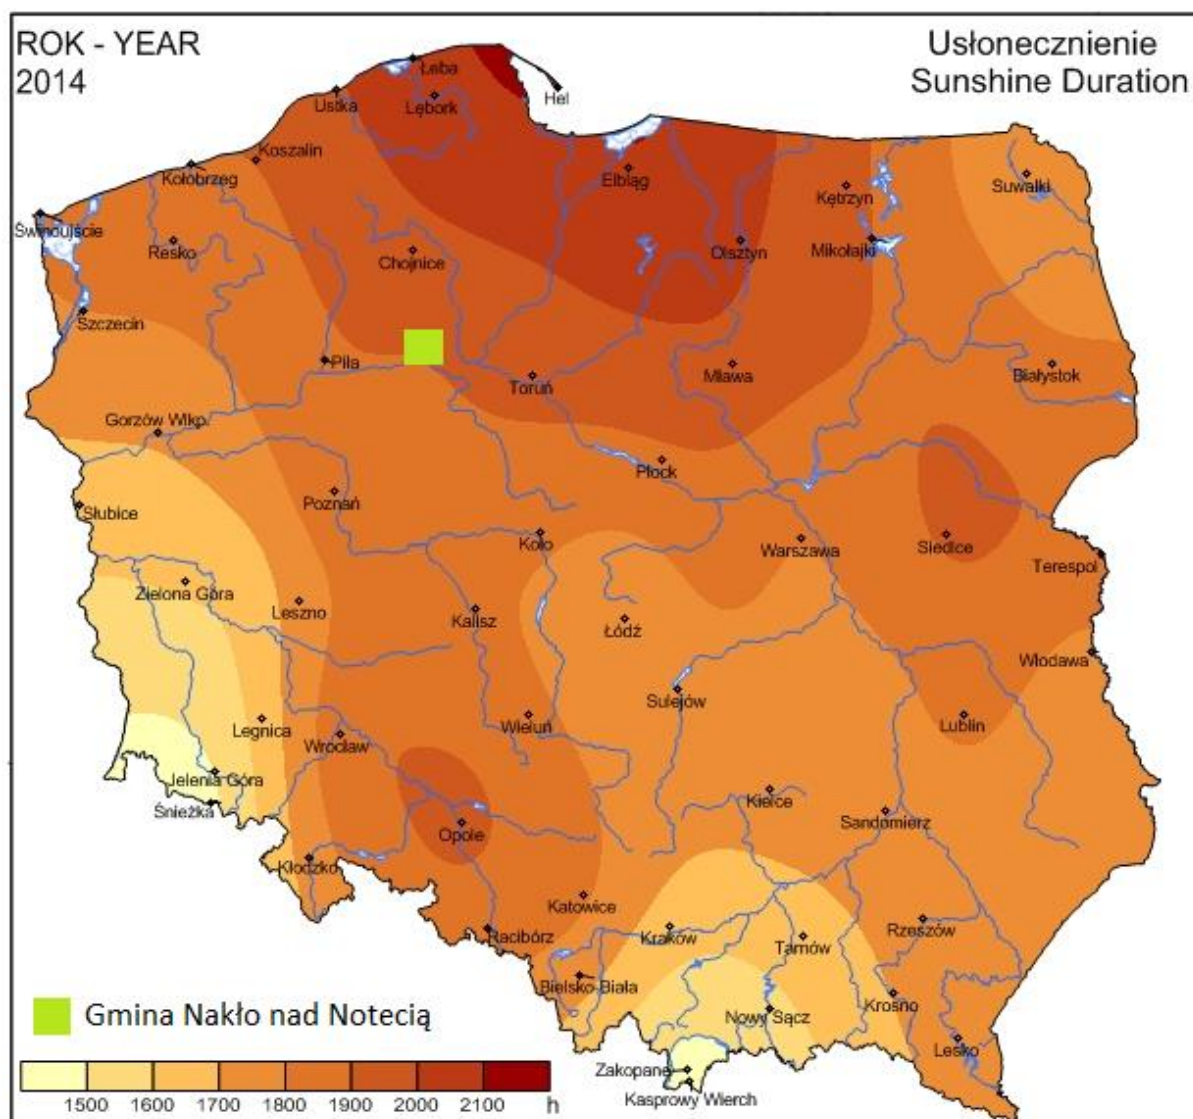 ROK - YEAR
2014
Usłonecznienie
Sunshine Duration
Łeba
Hel
Ustka
Lębork
Koszalin
Kołobrzeg
Elbląg
Suwałki
Kętrzyn
Świnoujście
Resko
Chojnice
Olsztyn
Mikołajki
Szczecin
Piła
Toruń
Mława
Białystok
Gorzów Wlkp.
Płock
Słubice
Poznań
Koło
Warszawa
Siedlce
Terespol
Zielona Góra
Leszno
Kalisz
Łódź
Włodawa
Sulejów
Legnica
Wrocław
Wieluń
Lublin
Jelenia Góra
Śnieżka
Kielce
Sandomierz
Opole
Kłodzko
Katowice
Racibórz
Kraków
Tarnów
Rzeszów
Bielsko-Biała
Krosno
Nowy Sącz
Lesko
Zakopane
Kasprowy Wierch
Gmina Nakło nad Notecią
1500 1600 1700 1800 1900 2000 2100 h